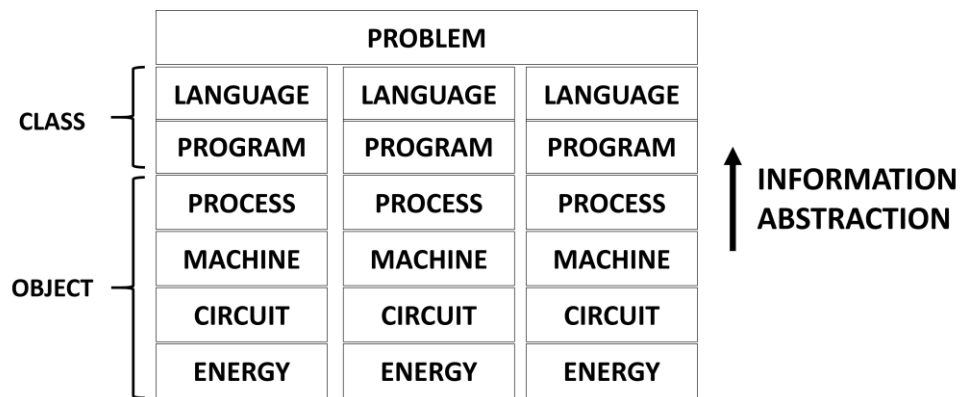 PROBLEM
CLASS
LANGUAGE LANGUAGE LANGUAGE
PROGRAM PROGRAM PROGRAM
OBJECT
PROCESS PROCESS PROCESS
MACHINE MACHINE MACHINE
CIRCUIT CIRCUIT CIRCUIT
ENERGY ENERGY ENERGY
INFORMATION
ABSTRACTION